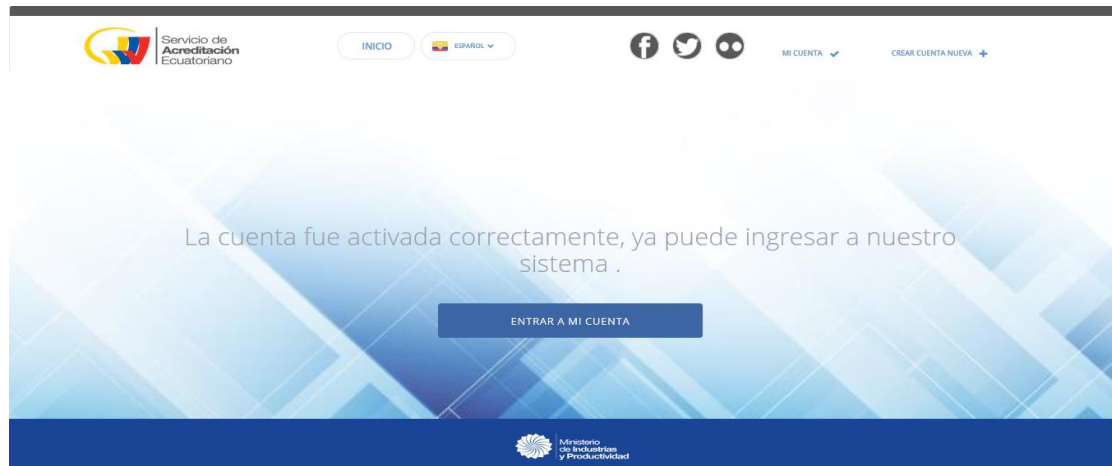 Servicio de
Acreditación
Ecuatoriano
INICIO
ESPAÑOL
MI CUENTA
CREAR CUENTA NUEVA
La cuenta fue activada correctamente, ya puede ingresar a nuestro
sistema .
ENTRAR A MI CUENTA
Ministerio
de Industrias
y Productividad